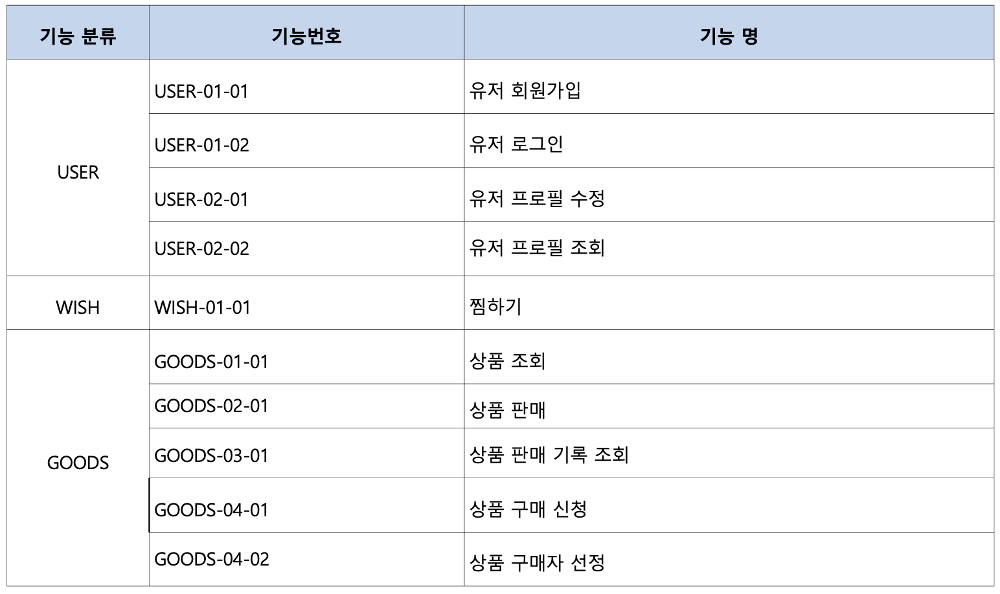 기능 분류 기능번호 기능 명
USER
USER-01-01 유저 회원가입
USER-01-02 유저 로그인
USER-02-01 유저 프로필 수정
USER-02-02 유저 프로필 조회
WISH WISH-01-01 찜하기
GOODS
GOODS-01-01 상품 조회
GOODS-02-01 상품 판매
GOODS-03-01 상품 판매 기록 조회
GOODS-04-01 상품 구매 신청
GOODS-04-02 상품 구매자 선정